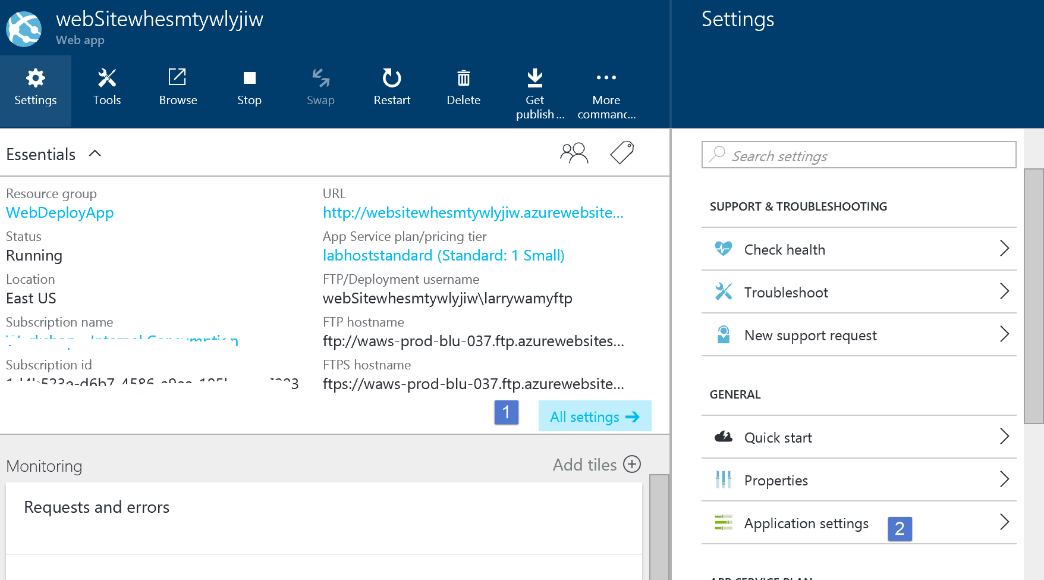 webSitewhesmtywlyjiw
Web app
Settings
Tools
Browse
Stop
Swap
Restart
Delete
Get publish ...
More commanc...
Essentials
Resource group
WebDeployApp
Status
Running
Location
East US
Subscription name
Subscription id
URL
http://websitewhesmtywlyjiw.azurewebsite...
App Service plan/pricing tier
labhoststandard (Standard: 1 Small)
FTP/Deployment username
webSitewhesmtywlyjiw\larrywamyftp
FTP hostname
ftp://waws-prod-blu-037.ftp.azurewebsites...
FTPS hostname
ftps://waws-prod-blu-037.ftp.azurewebsite...
1
All settings
Monitoring
Add tiles
Requests and errors
Settings
Search settings
SUPPORT & TROUBLESHOOTING
Check health
Troubleshoot
New support request
GENERAL
Quick start
Properties
Application settings
2
APP SERVICE PLAN